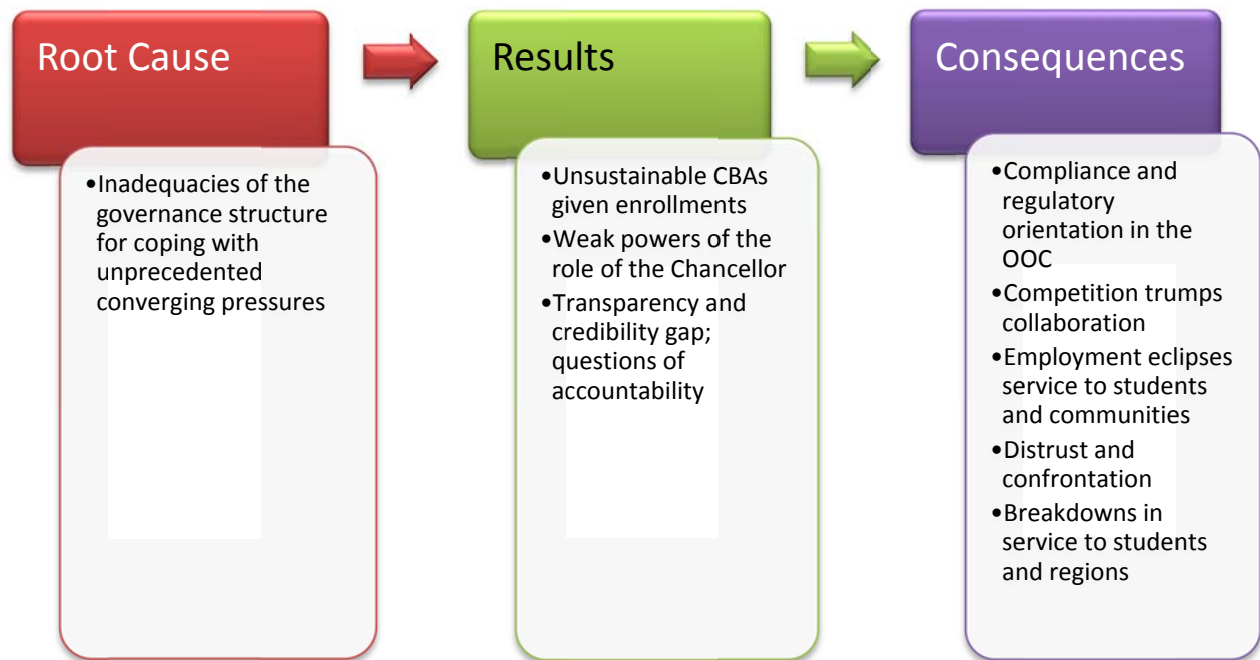 Root Cause
•Inadequacies of the
governance structure
for coping with
unprecedented
converging pressures
Results
•Unsustainable CBAs
given enrollments
•Weak powers of the
role of the Chancellor
•Transparency and
credibility gap;
questions of
accountability
Consequences
•Compliance and
regulatory
orientation in the
OOC
•Competition trumps
collaboration
•Employment eclipses
service to students
and communities
•Distrust and
confrontation
•Breakdowns in
service to students
and regions